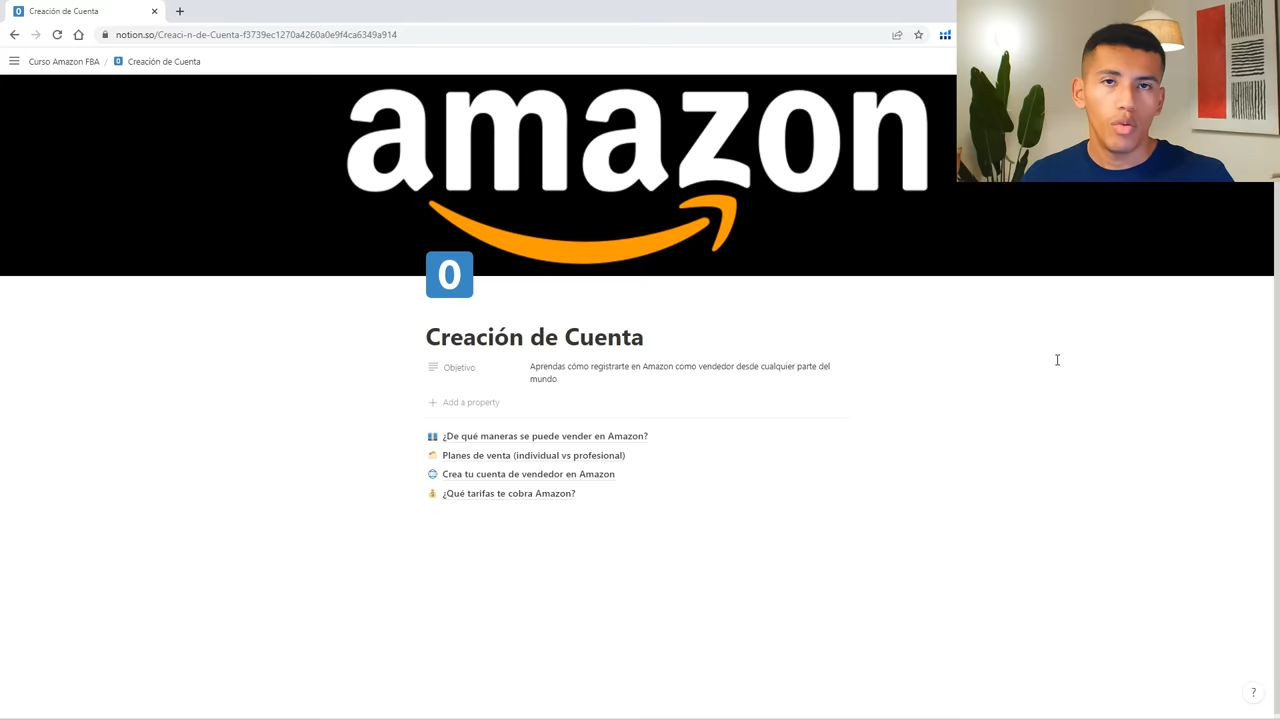 Creación de Cuenta
notion.so/Creaci-n-de-Cuenta-f3739ec1270a4260a0e9f4ca6349a914
Curso Amazon FBA / Creación de Cuenta
amazon
0
Creación de Cuenta
Objetivo Aprendas cómo registrarte en Amazon como vendedor desde cualquier parte del
mundo
Add a property
¿De qué maneras se puede vender en Amazon?
Planes de venta (individual vs profesional)
Crea tu cuenta de vendedor en Amazon
¿Qué tarifas te cobra Amazon?
?